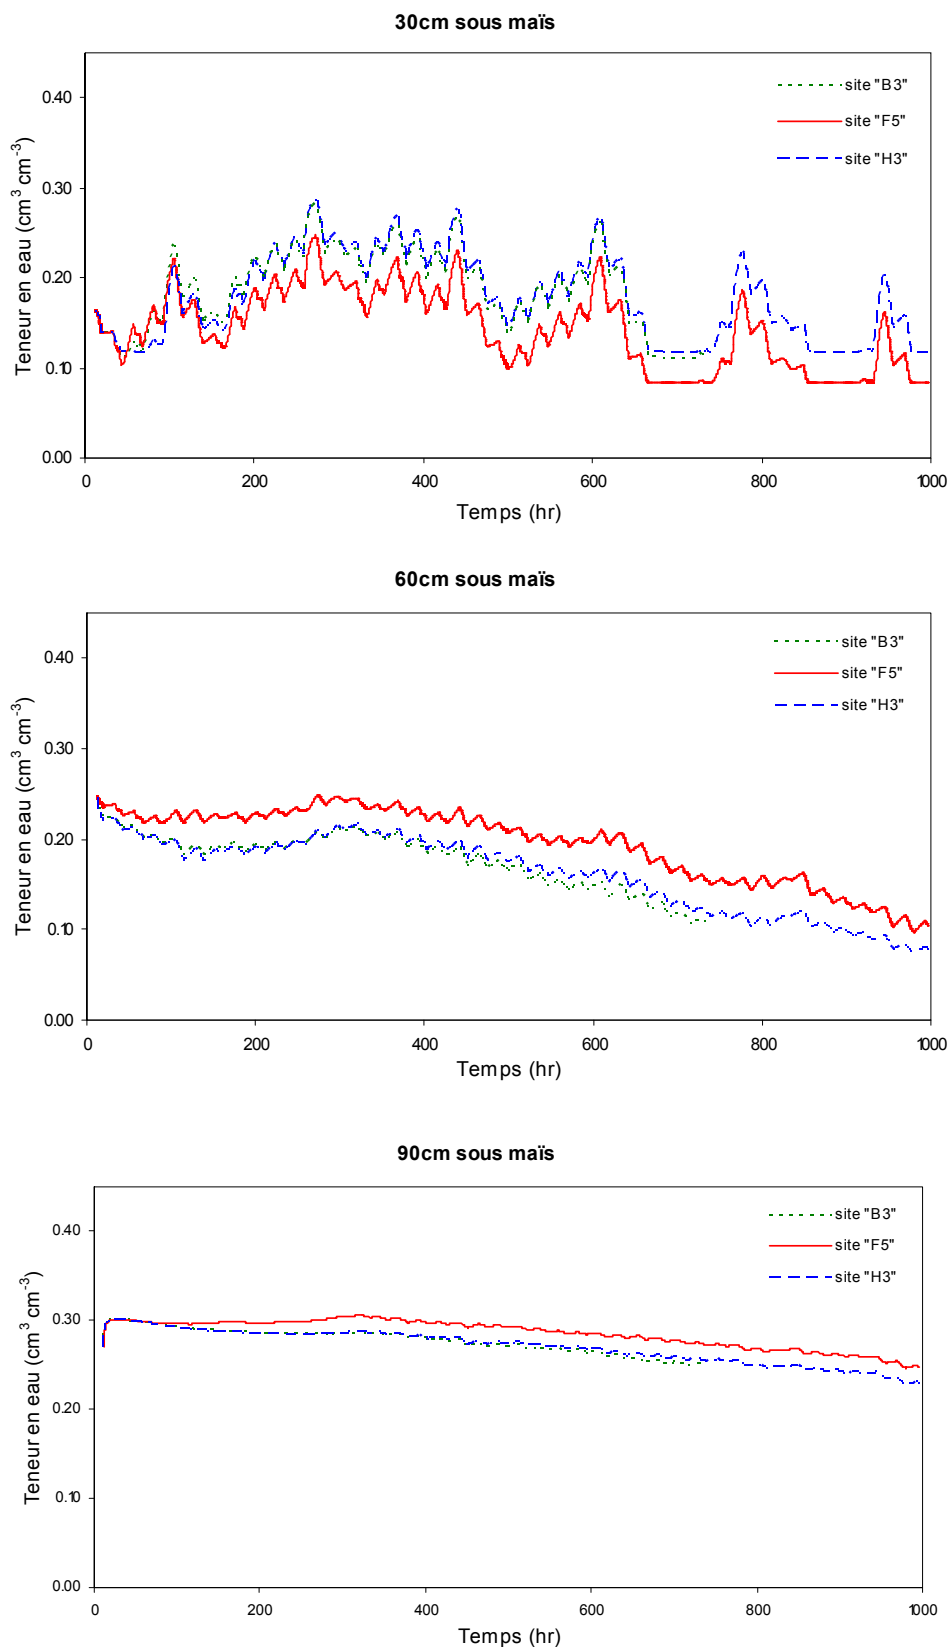 30cm sous maïs
Teneur en eau (cm³ cm⁻³)
0.40
0.30
0.20
0.10
0.00
site "B3"
site "F5"
site "H3"
0 200 400 600 800 1000
Temps (hr)
60cm sous maïs
Teneur en eau (cm³ cm⁻³)
0.40
0.30
0.20
0.10
0.00
site "B3"
site "F5"
site "H3"
0 200 400 600 800 1000
Temps (hr)
90cm sous maïs
Teneur en eau (cm³ cm⁻³)
0.40
0.30
0.20
0.10
0.00
site "B3"
site "F5"
site "H3"
0 200 400 600 800 1000
Temps (hr)